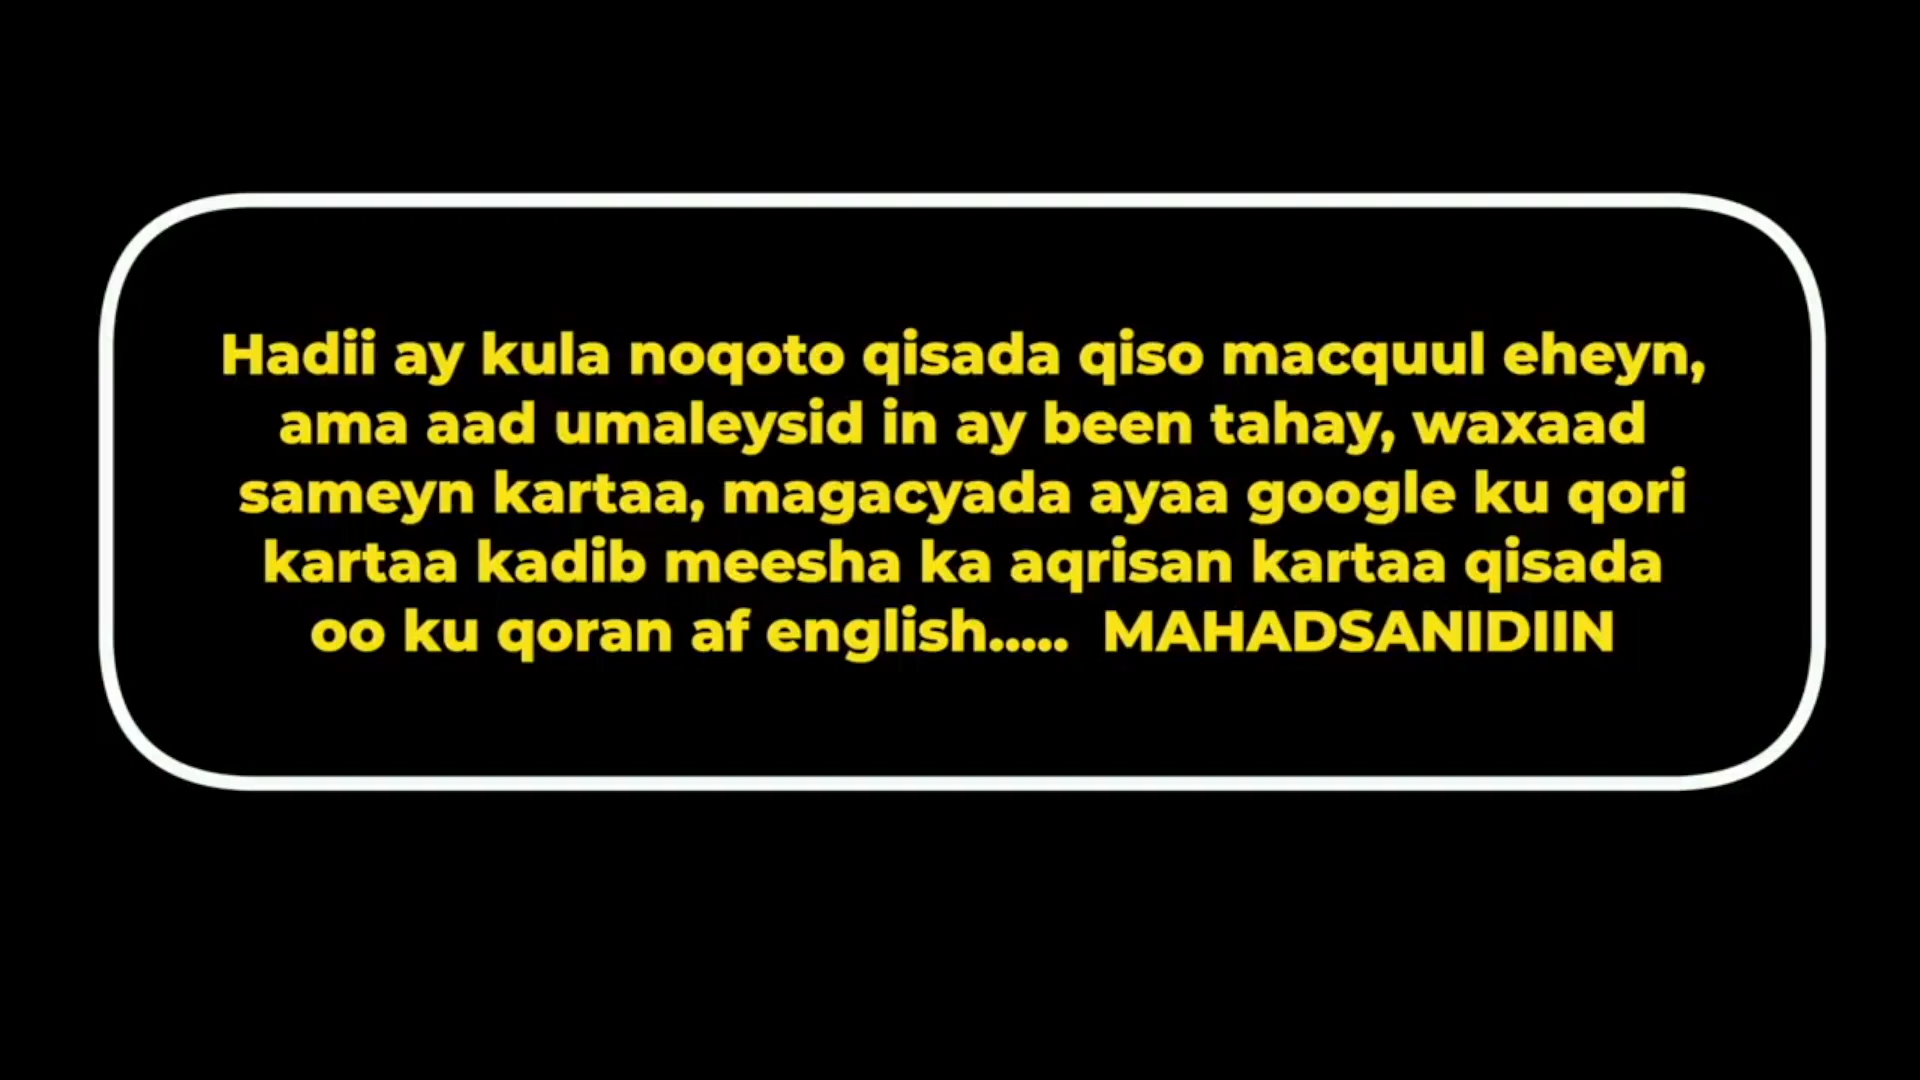 Hadii ay kula noqoto qisada qiso macquul eheyn,
ama aad umaleysid in ay been tahay, waxaad
sameyn kartaa, magacyada ayaa google ku qori
kartaa kadib meesha ka aqrisan kartaa qisada
oo ku qoran af english..... MAHADSANIDIIN